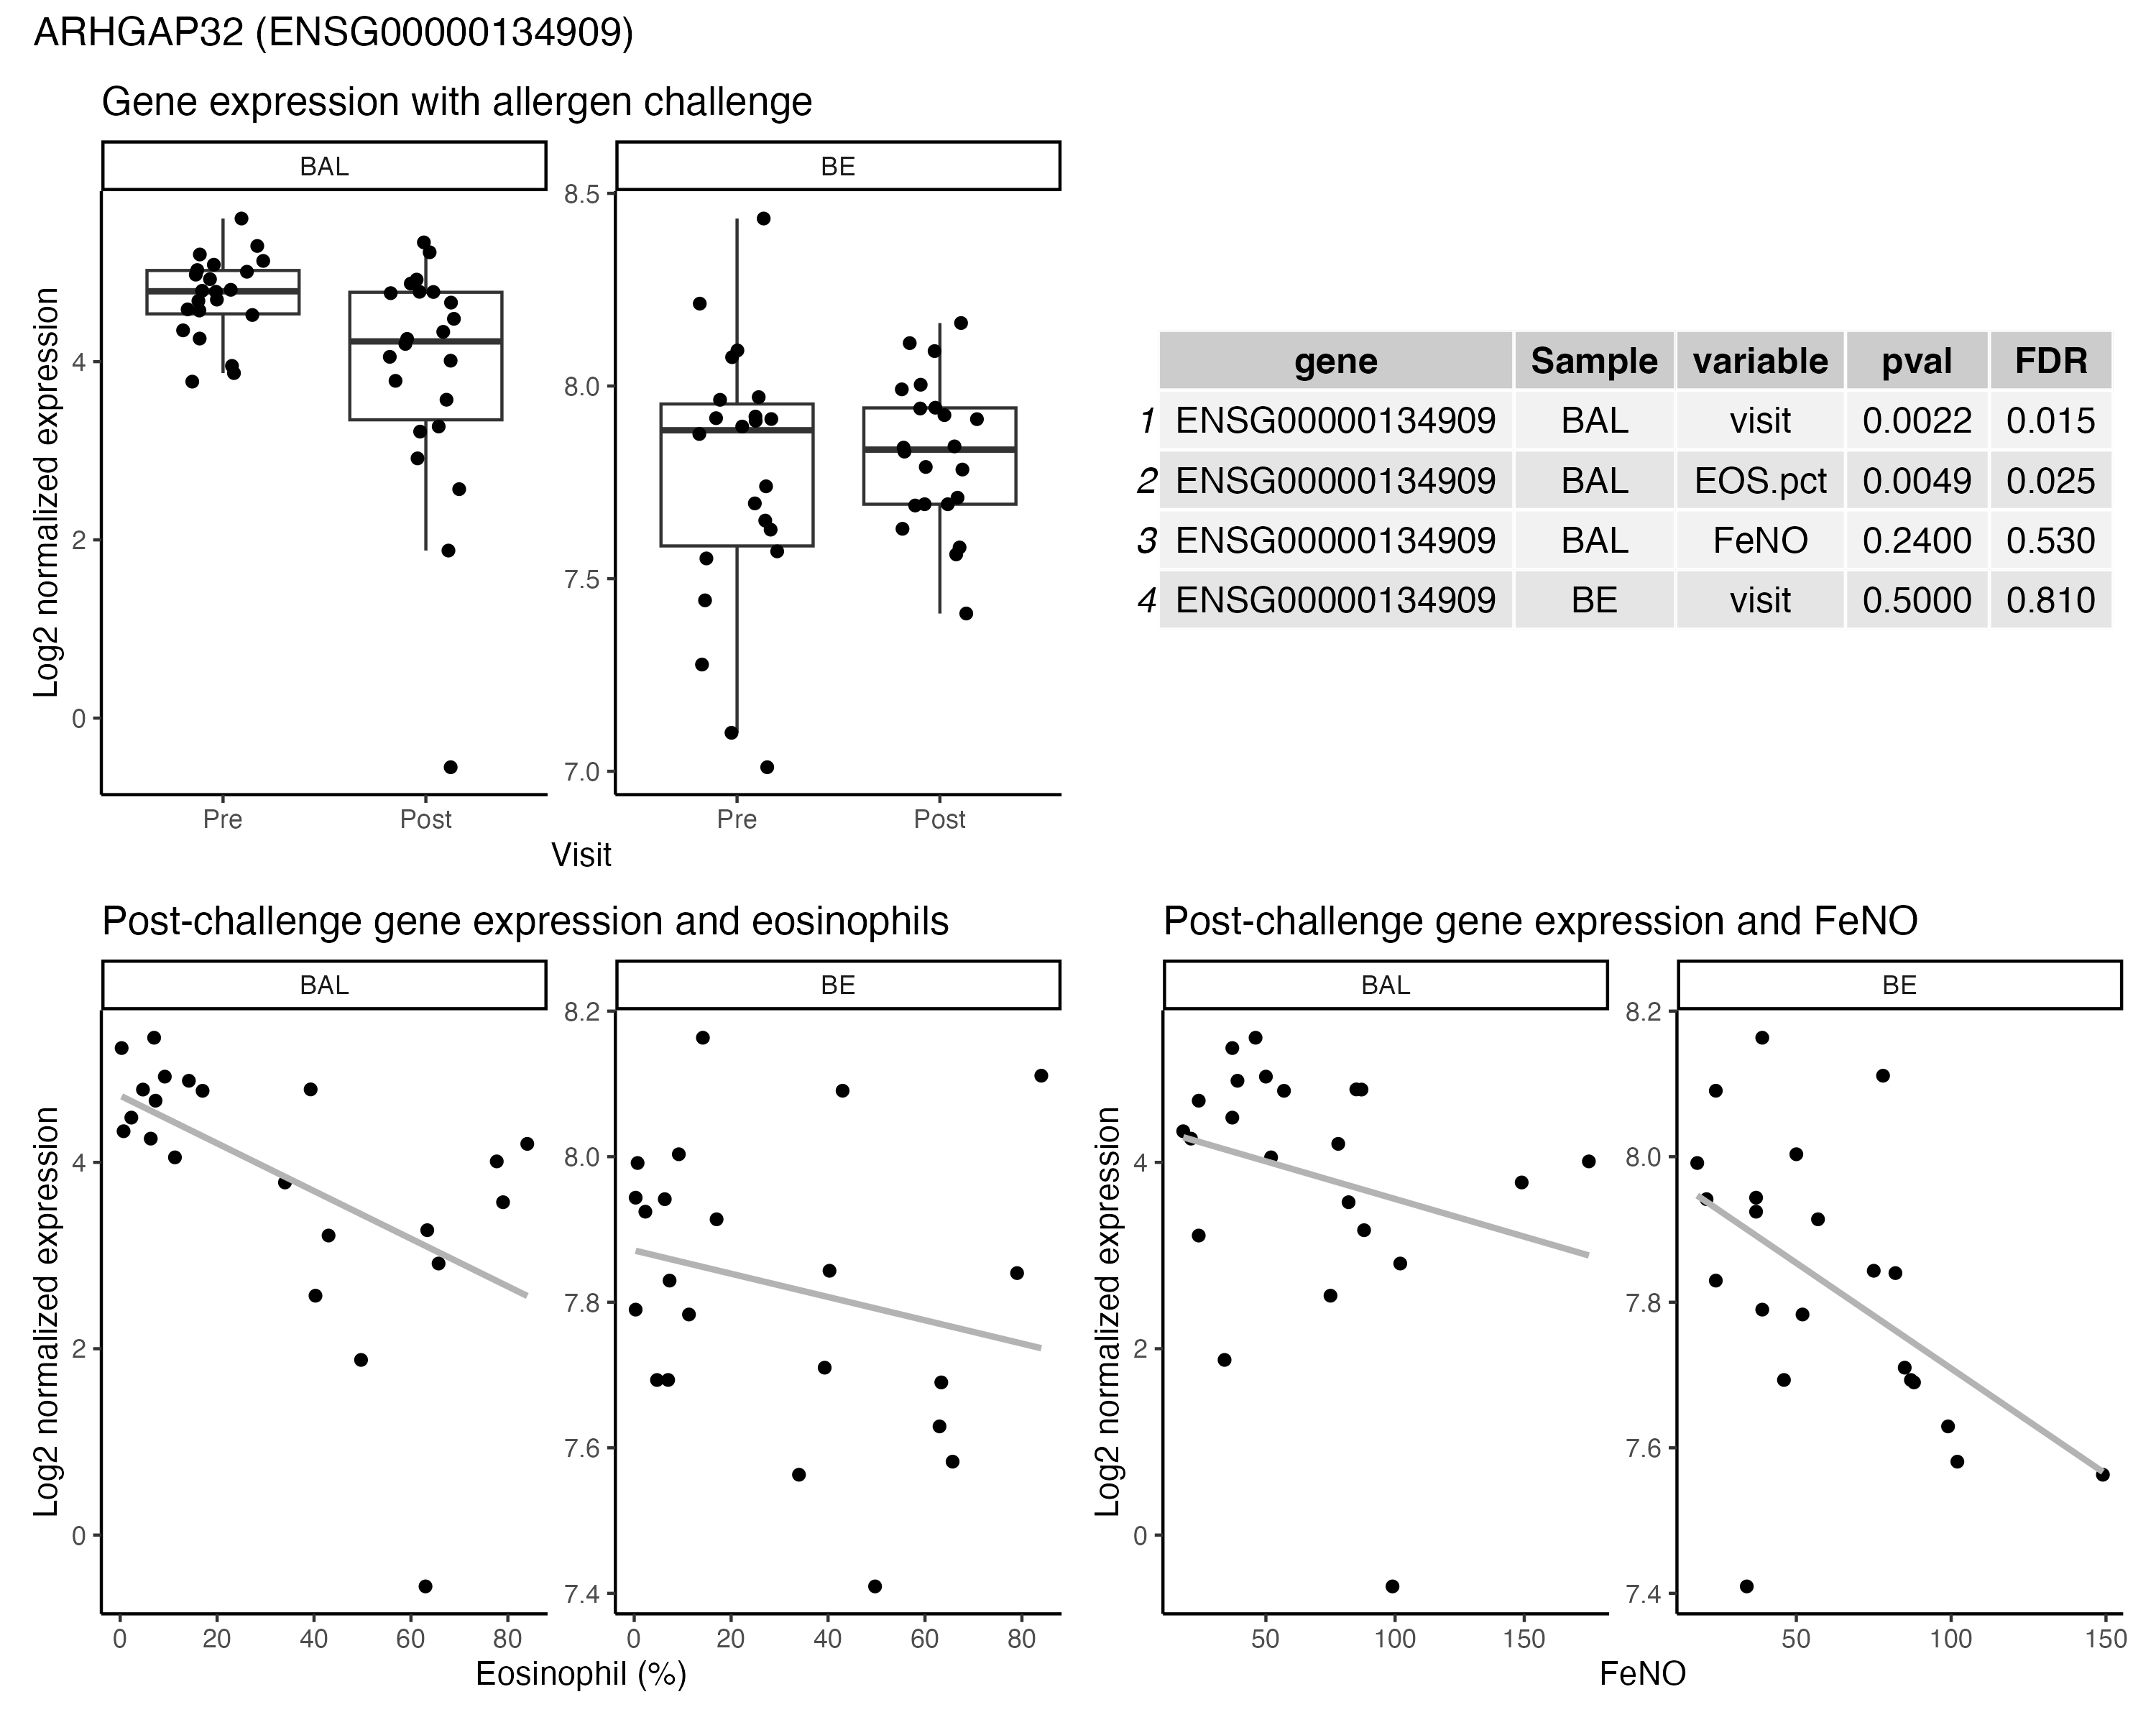 ARHGAP32 (ENSG00000134909)
Gene expression with allergen challenge
BAL
BE
Log2 normalized expression
4
2
0
8.5
8.0
7.5
7.0
Pre
Post
Pre
Post
Visit
gene Sample variable pval FDR
1 ENSG00000134909 BAL visit 0.0022 0.015
2 ENSG00000134909 BAL EOS.pct 0.0049 0.025
3 ENSG00000134909 BAL FeNO 0.2400 0.530
4 ENSG00000134909 BE visit 0.5000 0.810
Post-challenge gene expression and eosinophils
BAL
BE
Log2 normalized expression
4
2
0
8.2
8.0
7.8
7.6
7.4
0 20 40 60 80
0 20 40 60 80
Eosinophil (%)
Post-challenge gene expression and FeNO
BAL
BE
Log2 normalized expression
4
2
0
8.2
8.0
7.8
7.6
7.4
50 100 150
50 100 150
FeNO